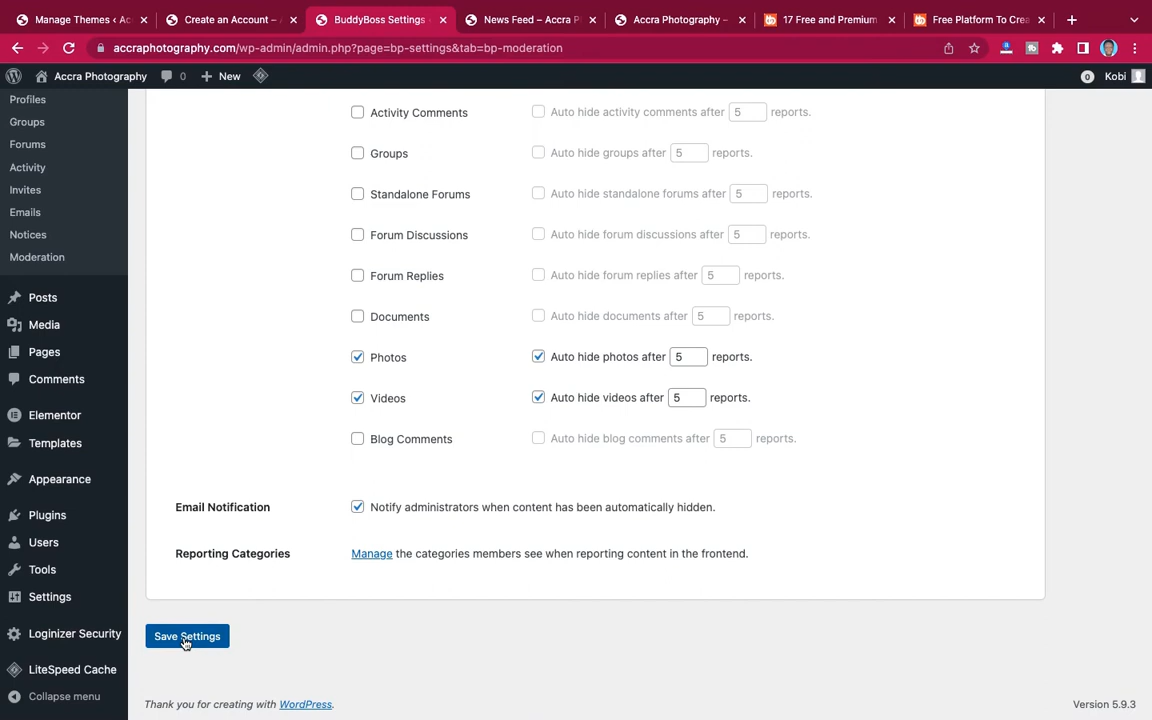 Manage Themes ‹ Ac
Create an Account –
BuddyBoss Settings
News Feed – Accra P
Accra Photography –
17 Free and Premium
Free Platform To Crea
accraphotography.com/wp-admin/admin.php?page=bp-settings&tab=bp-moderation
Accra Photography
0
New
0
Kobi
Profiles
Groups
Forums
Activity
Invites
Emails
Notices
Moderation
Posts
Media
Pages
Comments
Elementor
Templates
Appearance
Plugins
Users
Tools
Settings
Loginizer Security
LiteSpeed Cache
Collapse menu
Activity Comments Auto hide activity comments after 5 reports.
Groups Auto hide groups after 5 reports.
Standalone Forums Auto hide standalone forums after 5 reports.
Forum Discussions Auto hide forum discussions after 5 reports.
Forum Replies Auto hide forum replies after 5 reports.
Documents Auto hide documents after 5 reports.
Photos Auto hide photos after 5 reports.
Videos Auto hide videos after 5 reports.
Blog Comments Auto hide blog comments after 5 reports.
Email Notification Notify administrators when content has been automatically hidden.
Reporting Categories Manage the categories members see when reporting content in the frontend.
Save Settings
Thank you for creating with WordPress.
Version 5.9.3